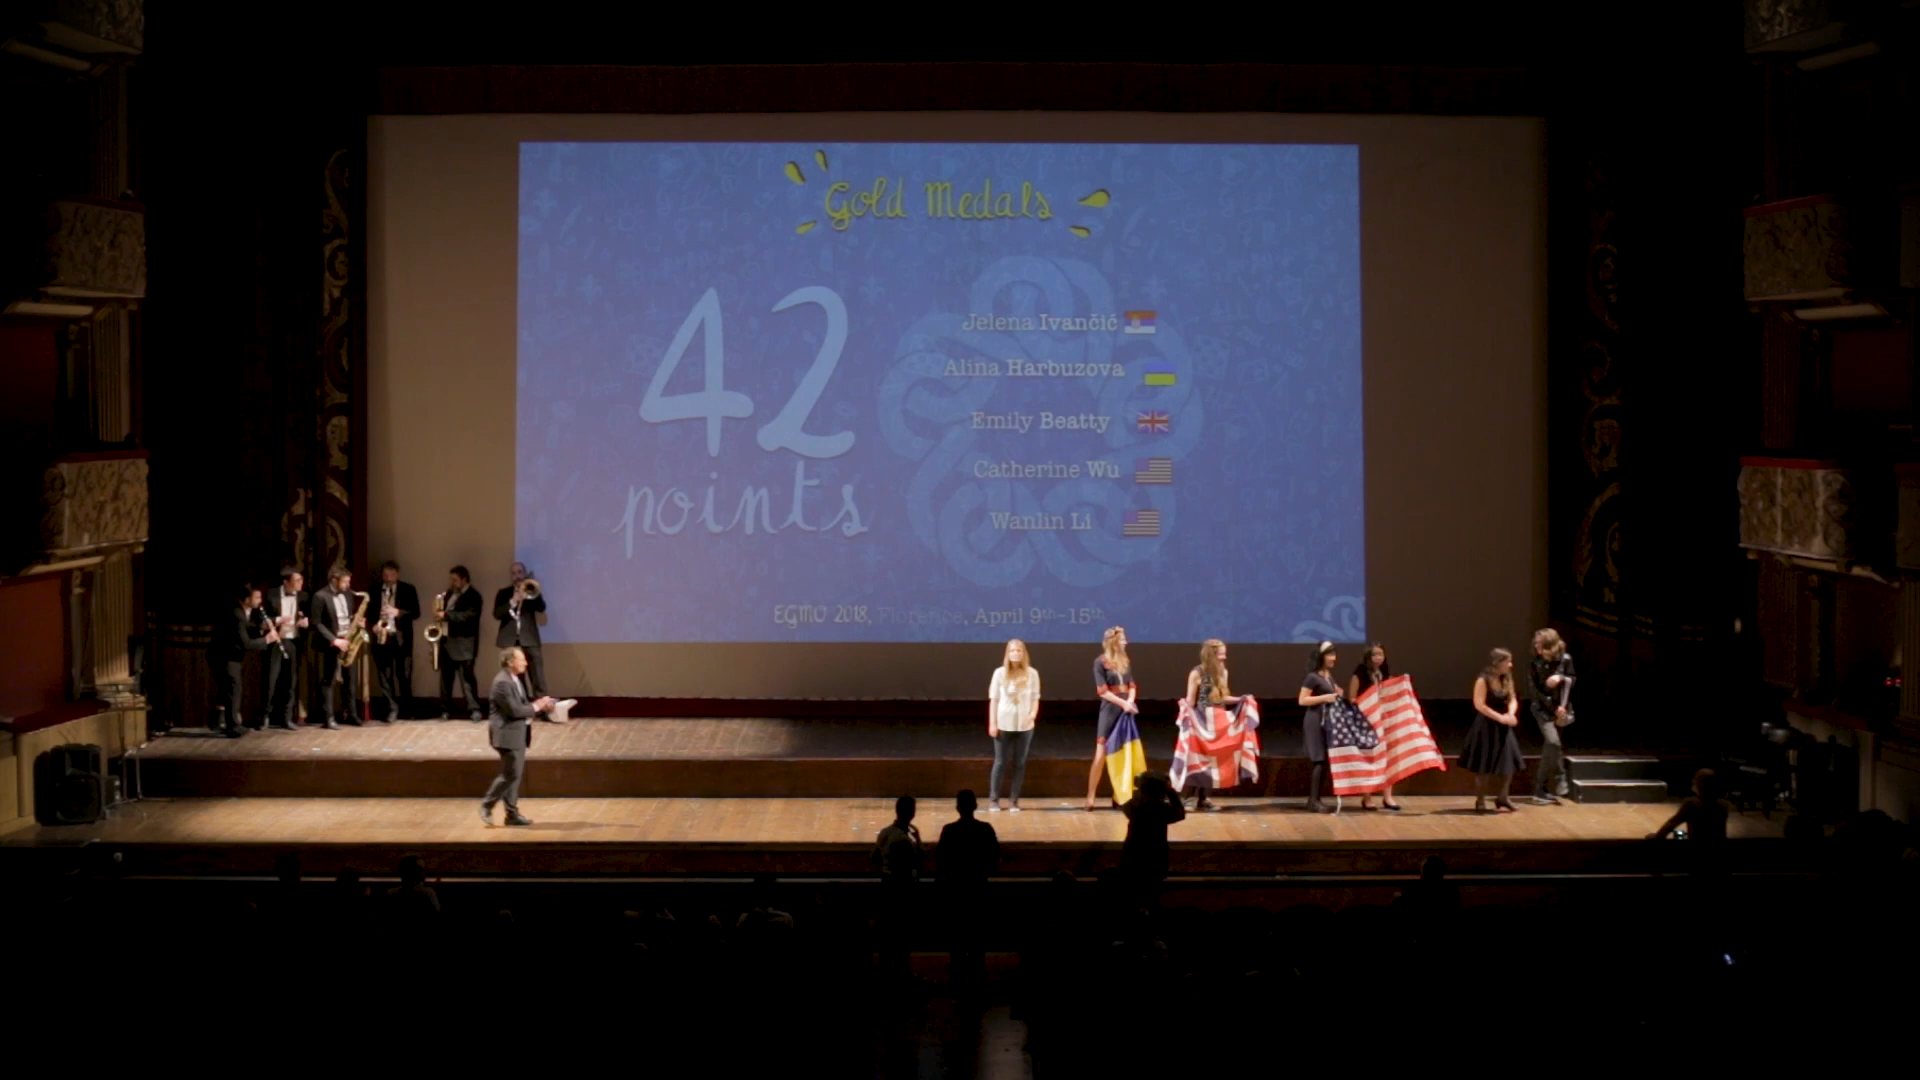 Gold Medals
42
points
Jelena Ivančić
Alina Harbuzova
Emily Beatty
Catherine Wu
Wanlin Li
EGMO 2018, Florence, April 9th-15th